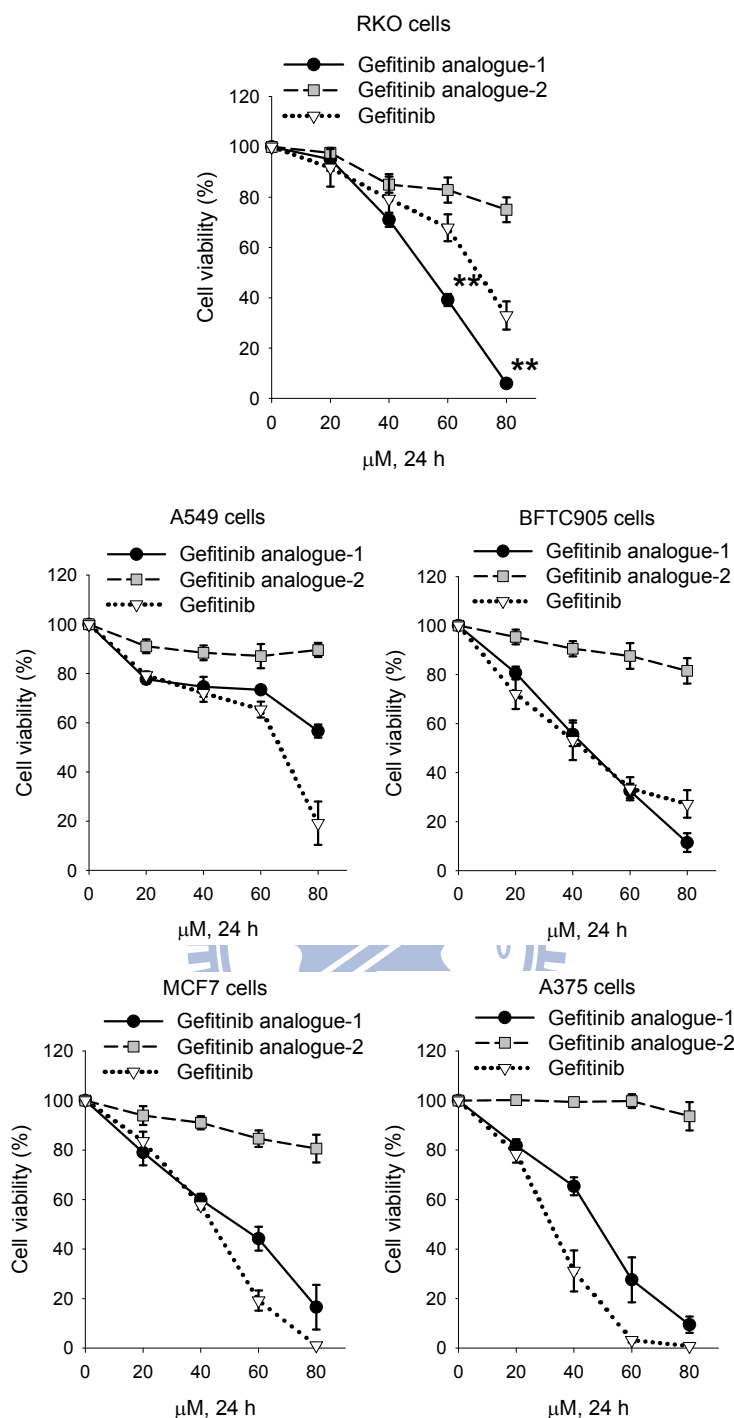 RKO cells
Gefitinib analogue-1
Gefitinib analogue-2
Gefitinib
120
100
80
60
40
20
0
Cell viability (%)
**
**
0 20 40 60 80
μM, 24 h
A549 cells
Gefitinib analogue-1
Gefitinib analogue-2
Gefitinib
120
100
80
60
40
20
0
Cell viability (%)
0 20 40 60 80
μM, 24 h
BFTC905 cells
Gefitinib analogue-1
Gefitinib analogue-2
Gefitinib
120
100
80
60
40
20
0
Cell viability (%)
0 20 40 60 80
μM, 24 h
MCF7 cells
Gefitinib analogue-1
Gefitinib analogue-2
Gefitinib
120
100
80
60
40
20
0
Cell viability (%)
0 20 40 60 80
μM, 24 h
A375 cells
Gefitinib analogue-1
Gefitinib analogue-2
Gefitinib
120
100
80
60
40
20
0
Cell viability (%)
0 20 40 60 80
μM, 24 h